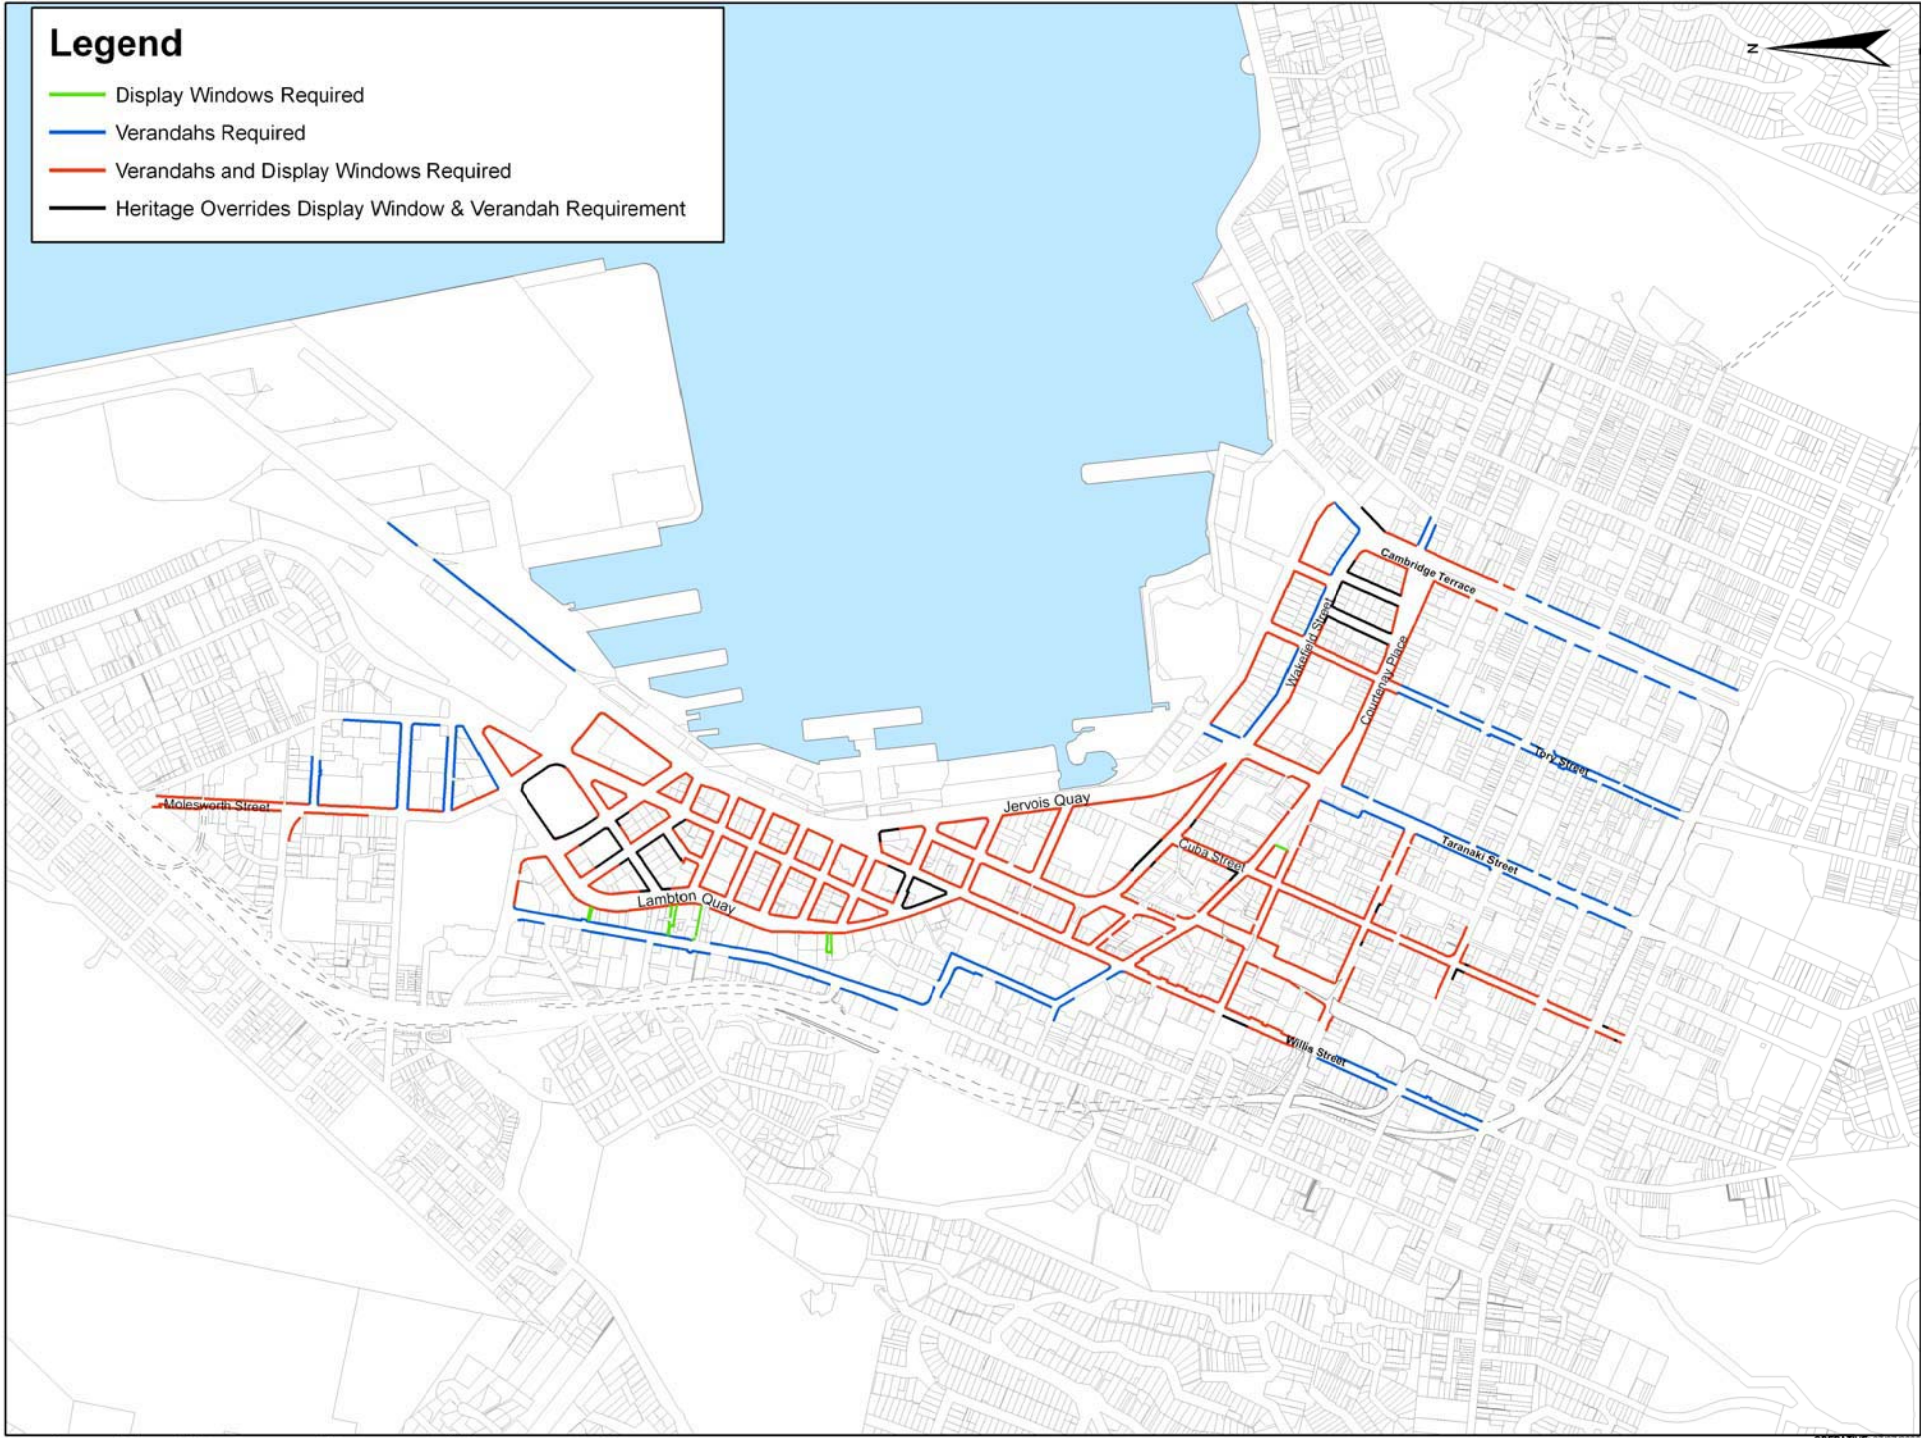 Legend
Display Windows Required
Verandahs Required
Verandahs and Display Windows Required
Heritage Overrides Display Window & Verandah Requirement
N
Cambridge Terrace
Wakefield Street
Courtenay Place
Tory Street
Molesworth Street
Jervois Quay
Cuba Street
Taranaki Street
Lambton Quay
Willis Street